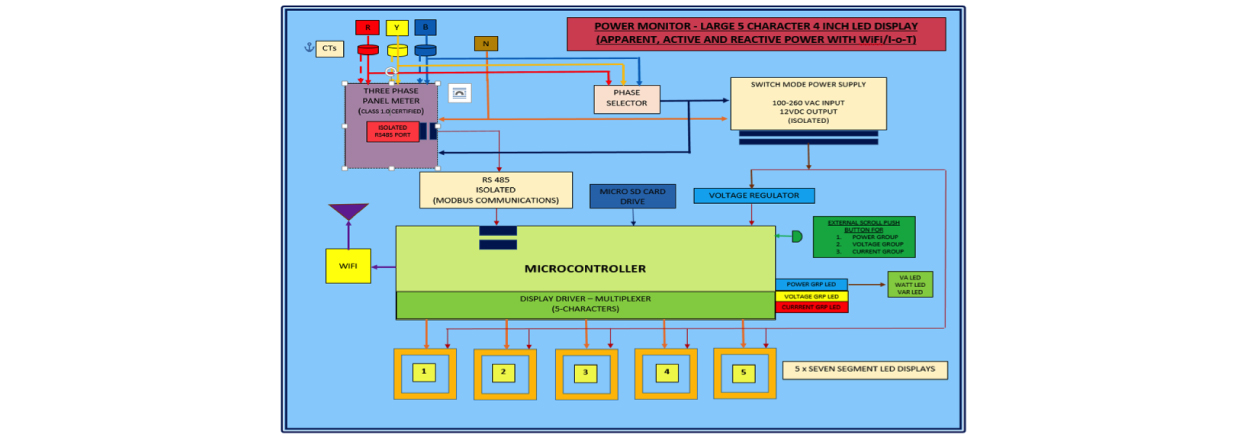 POWER MONITOR - LARGE 5 CHARACTER 4 INCH LED DISPLAY
(APPARENT, ACTIVE AND REACTIVE POWER WITH WiFi/I-o-T)
R
Y
B
N
CTs
THREE PHASE
PANEL METER
(CLASS 1.0 CERTIFIED)
ISOLATED
RS485 PORT
PHASE
SELECTOR
SWITCH MODE POWER SUPPLY
100-260 VAC INPUT
12VDC OUTPUT
(ISOLATED)
RS 485
ISOLATED
(MODBUS COMMUNICATIONS)
MICRO SD CARD
DRIVE
VOLTAGE REGULATOR
EXTERNAL SCROLL PUSH
BUTTON FOR
1. POWER GROUP
2. VOLTAGE GROUP
3. CURRENT GROUP
WIFI
MICROCONTROLLER
DISPLAY DRIVER – MULTIPLEXER
(5-CHARACTERS)
POWER GRP LED
VOLTAGE GRP LED
CURRENT GRP LED
VA LED
WATT LED
VAR LED
1
2
3
4
5
5 x SEVEN SEGMENT LED DISPLAYS